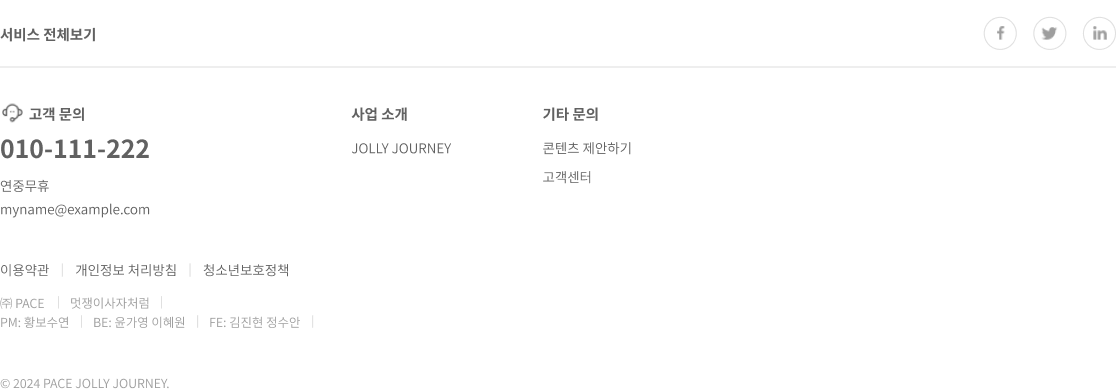 서비스 전체보기
고객 문의
010-111-222
연중무휴
myname@example.com
사업 소개
JOLLY JOURNEY
기타 문의
콘텐츠 제안하기
고객센터
이용약관 | 개인정보 처리방침 | 청소년보호정책
㈜ PACE | 멋쟁이사자처럼 |
PM: 황보수연 | BE: 윤가영 이혜원 | FE: 김진현 정수안 |
© 2024 PACE JOLLY JOURNEY.